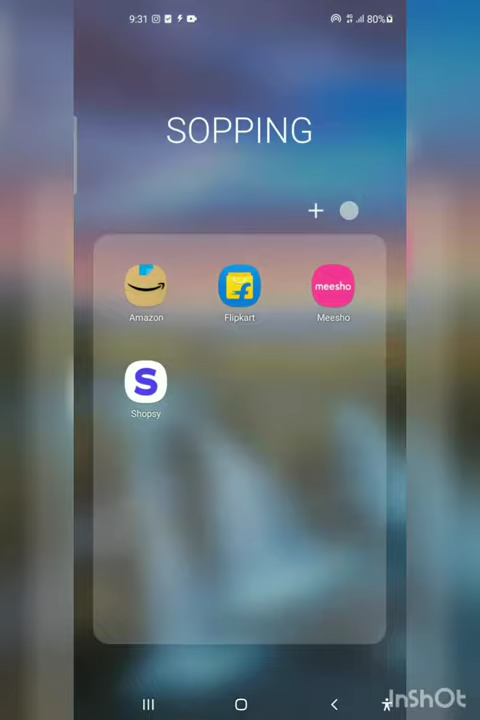 9:31 80%
SOPPING
meesho
Amazon Flipkart Meesho
S
Shopsy
InShOt